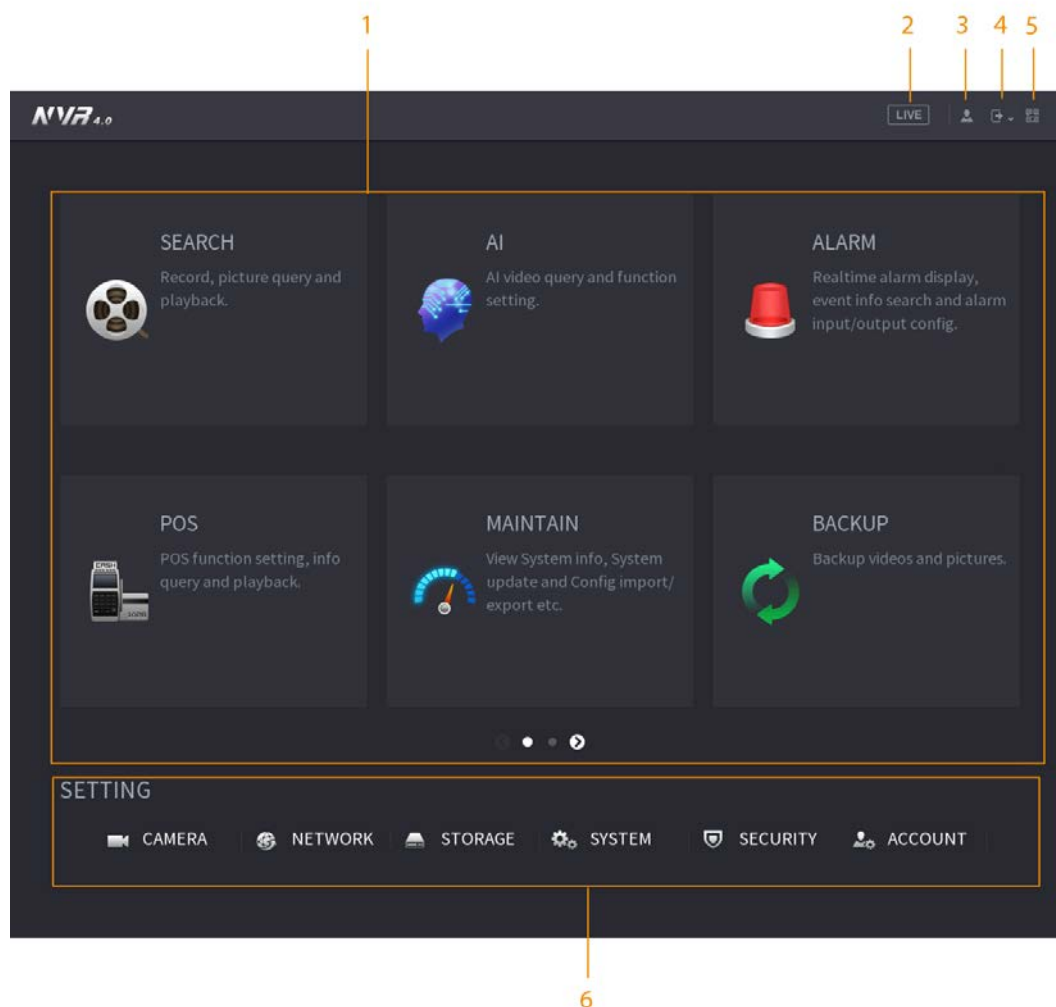 1 2 3 4 5
NVR 4.0
LIVE
SEARCH
Record, picture query and
playback.
AI
AI video query and function
setting.
ALARM
Realtime alarm display,
event info search and alarm
input/output config.
POS
POS function setting, info
query and playback.
CASH
MAINTAIN
View System info, System
update and Config import/
export etc.
BACKUP
Backup videos and pictures.
SETTING
CAMERA NETWORK STORAGE SYSTEM SECURITY ACCOUNT
6